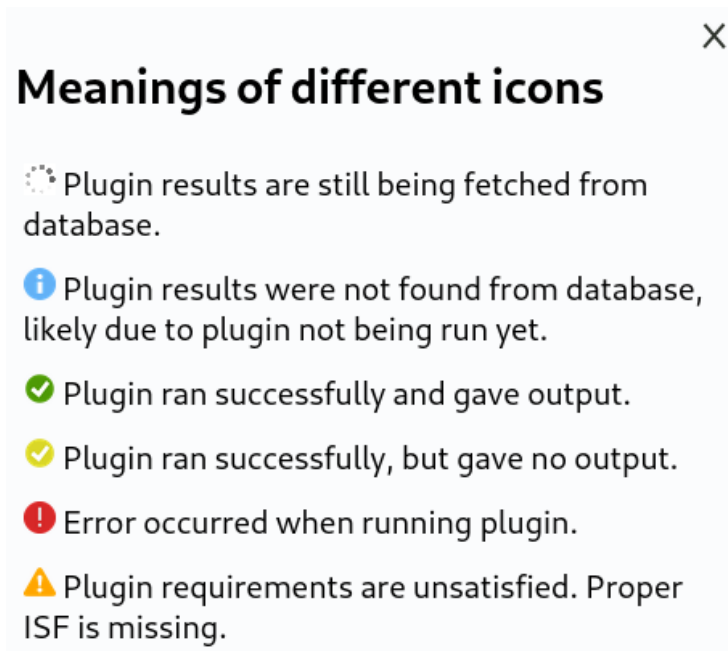 X
Meanings of different icons
Plugin results are still being fetched from
database.
Plugin results were not found from database,
likely due to plugin not being run yet.
Plugin ran successfully and gave output.
Plugin ran successfully, but gave no output.
Error occurred when running plugin.
Plugin requirements are unsatisfied. Proper
ISF is missing.